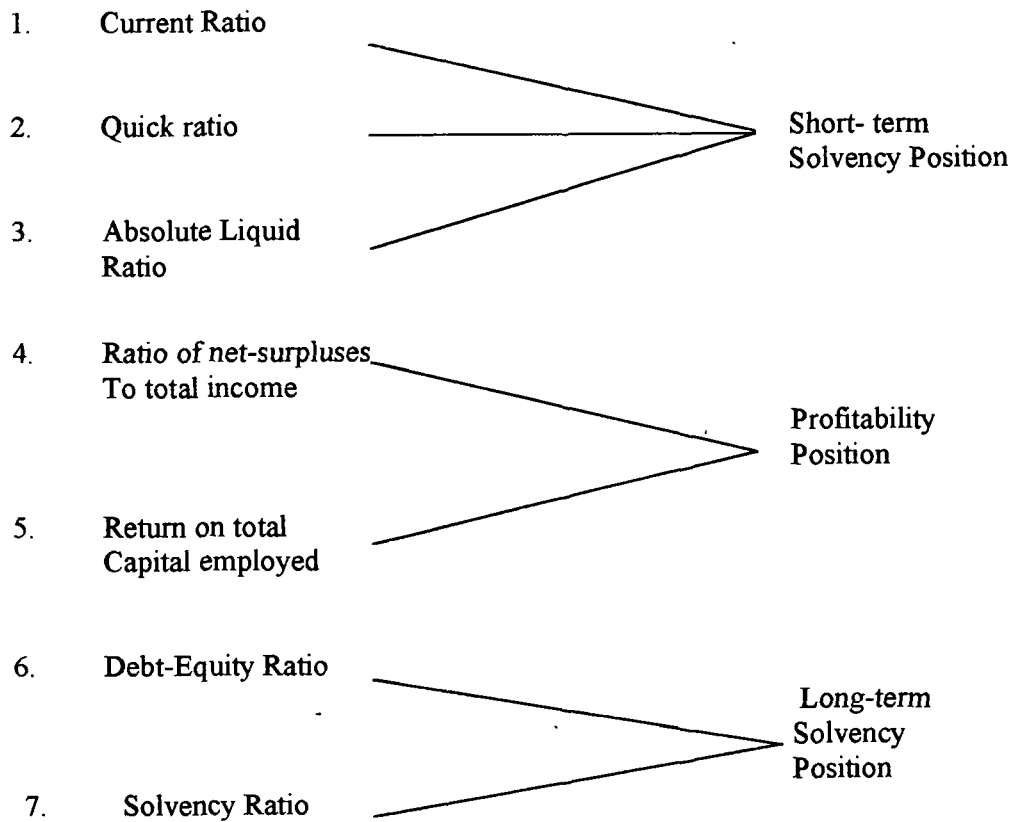 1. Current Ratio
2. Quick ratio
Short- term
Solvency Position
3. Absolute Liquid
Ratio
4. Ratio of net-surpluses
To total income
Profitability
Position
5. Return on total
Capital employed
6. Debt-Equity Ratio
Long-term
Solvency
Position
7. Solvency Ratio